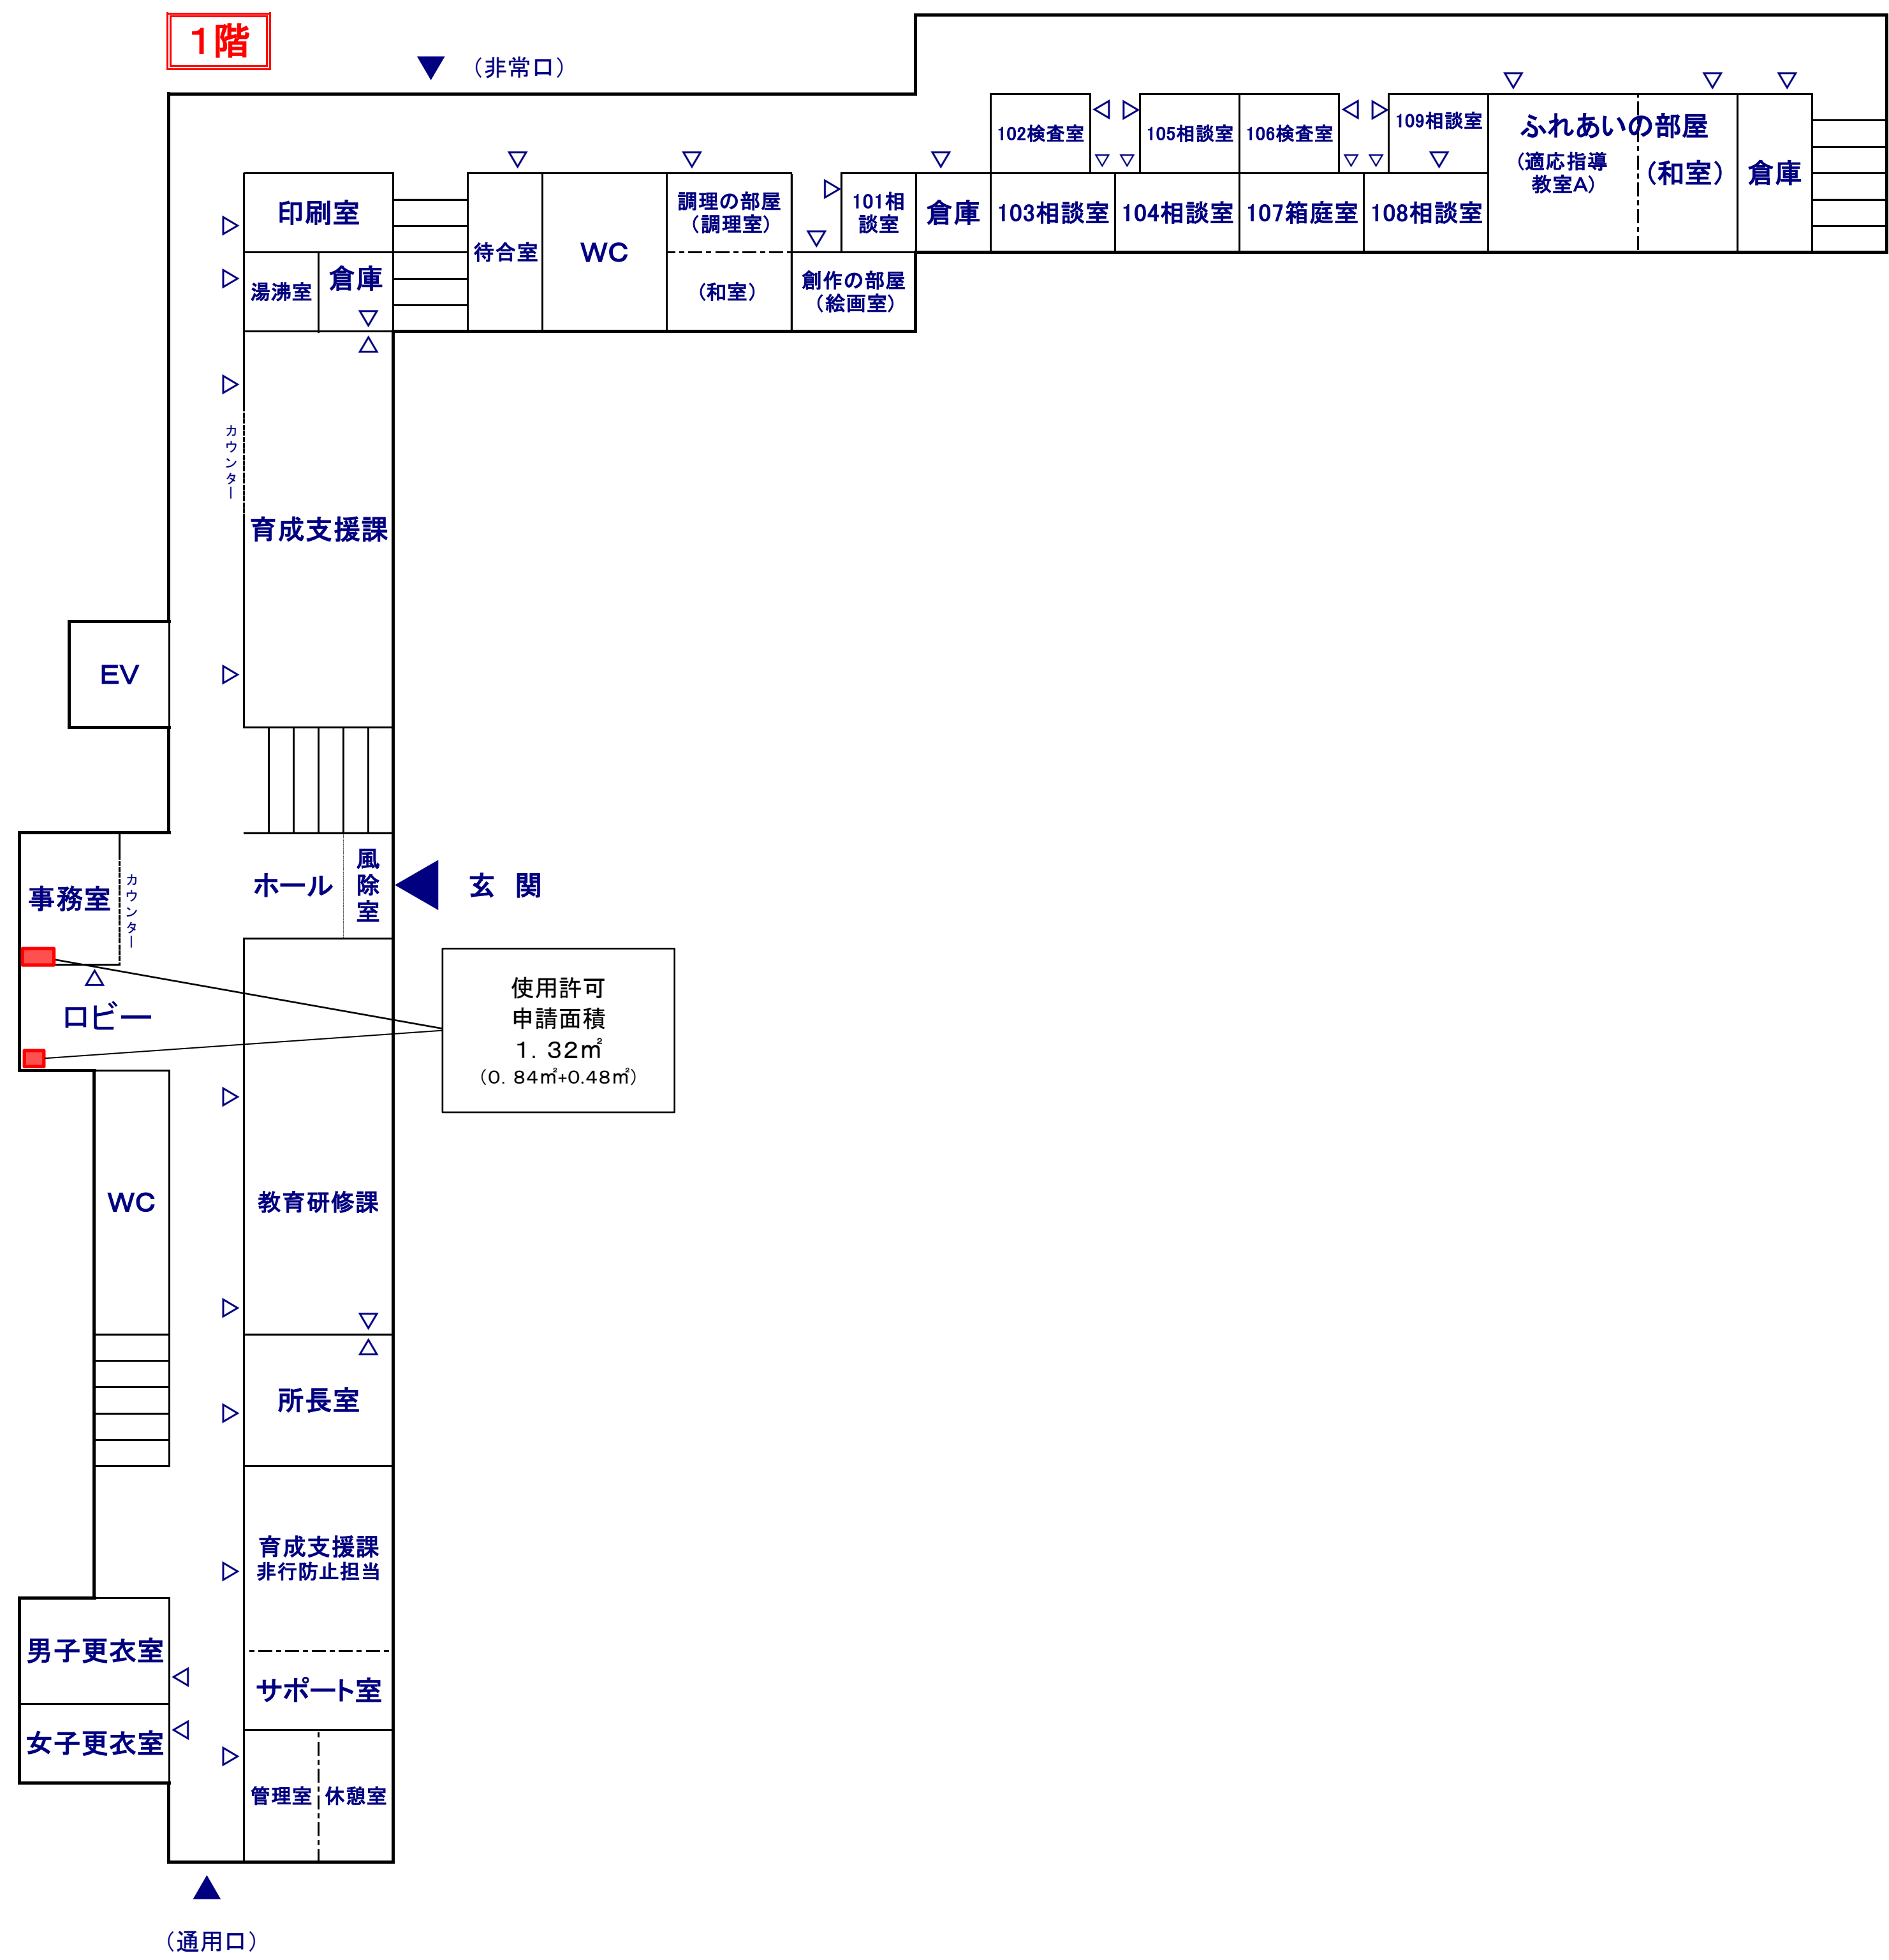 1階
（非常口）
102検査室
105相談室
106検査室
109相談室
ふれあいの部屋
（適応指導
教室A）
（和室）
倉庫
印刷室
待合室
WC
調理の部屋
（調理室）
（和室）
101相
談室
倉庫
103相談室
104相談室
107箱庭室
108相談室
創作の部屋
（絵画室）
湯沸室
倉庫
カウンター
育成支援課
EV
事務室
カウンター
ホール
風除室
玄 関
ロビー
使用許可
申請面積
1．32㎡
（0．84㎡+0.48㎡）
WC
教育研修課
所長室
育成支援課
非行防止担当
男子更衣室
サポート室
女子更衣室
管理室
休憩室
（通用口）